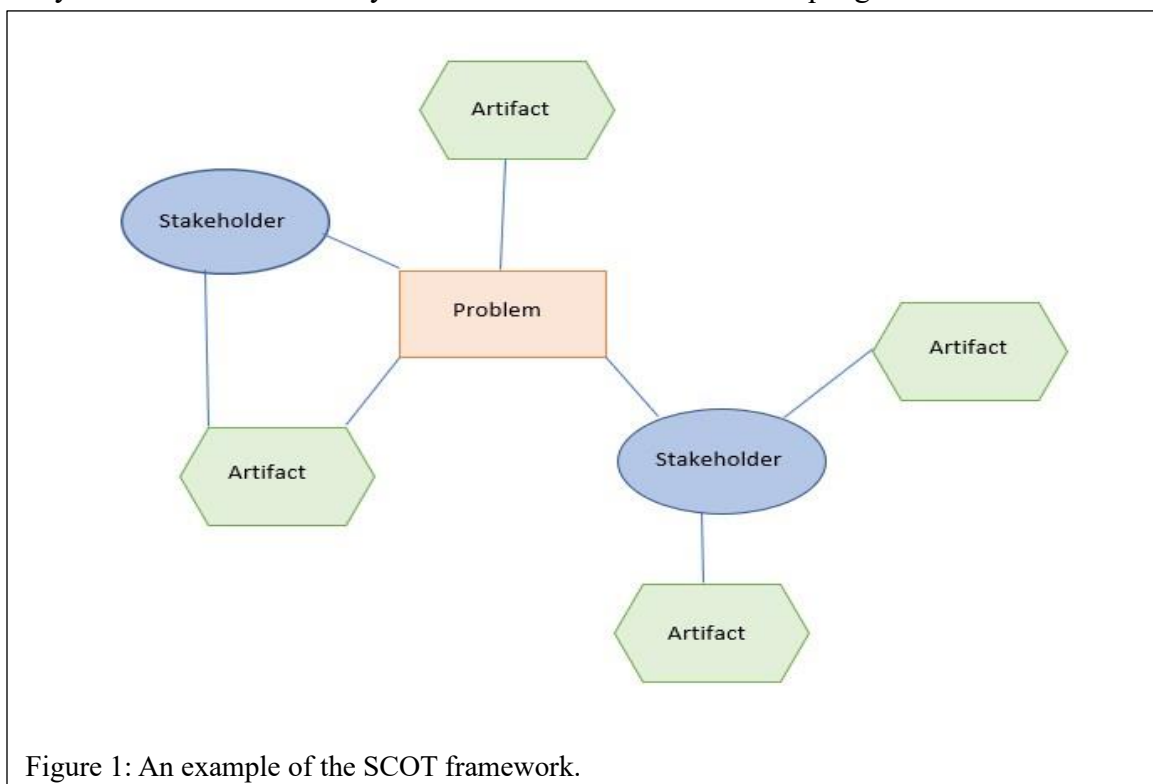 Artifact
Stakeholder
Problem
Artifact
Stakeholder
Artifact
Artifact
Figure 1: An example of the SCOT framework.